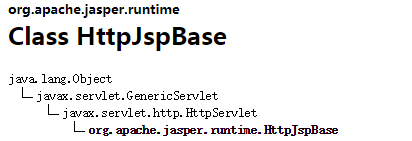 org.apache.jasper.runtime
Class HttpJspBase
java.lang.Object
javax.servlet.GenericServlet
javax.servlet.http.HttpServlet
org.apache.jasper.runtime.HttpJspBase